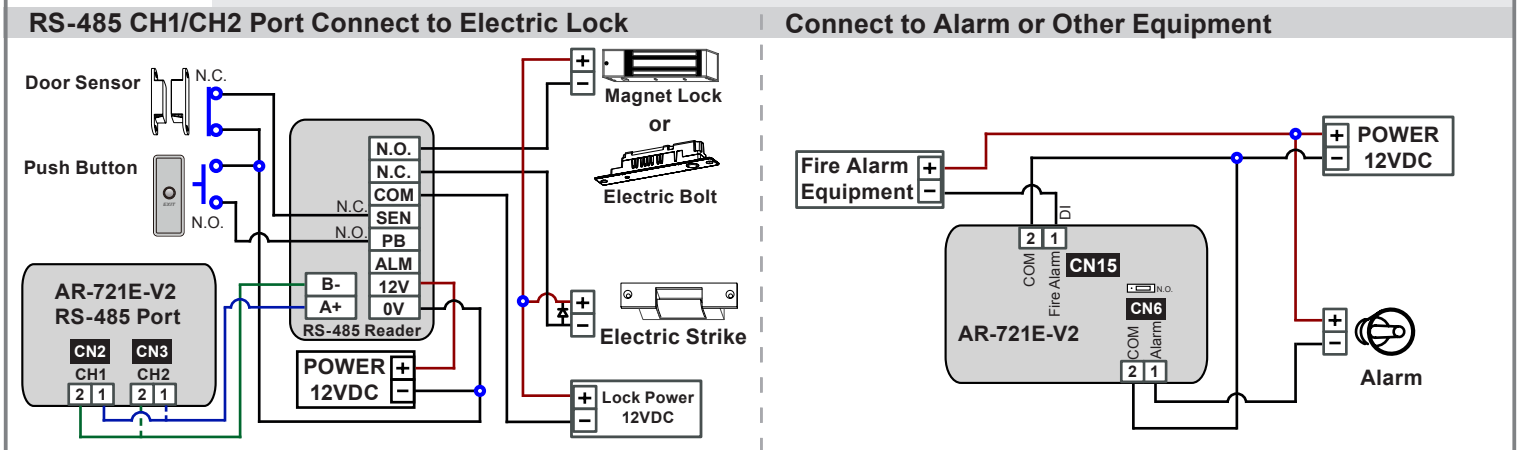 RS-485 CH1/CH2 Port Connect to Electric Lock
Door Sensor
N.C.
Push Button
EXIT
N.O.
N.O.
N.C.
COM
N.C.
SEN
N.O.
PB
ALM
12V
0V
B-
A+
RS-485 Reader
AR-721E-V2
RS-485 Port
CN2
CN3
CH1
CH2
2 1
2 1
POWER
12VDC
+
−
+
−
Magnet Lock
or
Electric Bolt
+
−
Electric Strike
+
−
Lock Power
12VDC
Connect to Alarm or Other Equipment
Fire Alarm
Equipment
+
−
+
−
POWER
12VDC
DI
2 1
COM
Fire Alarm
CN15
N.O.
CN6
AR-721E-V2
COM
Alarm
2 1
+
−
Alarm